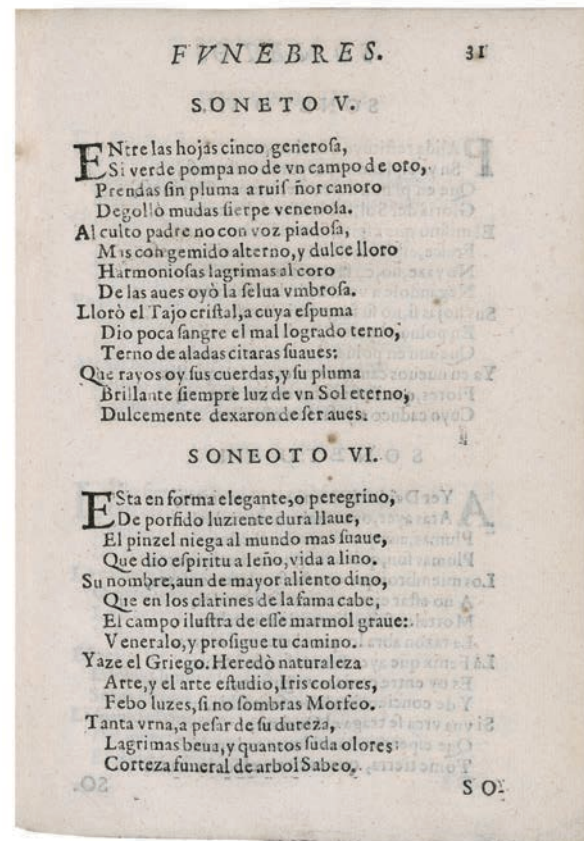 FVNEBRES. 31
SONETO V.
ENtre las hojas cinco generoſa,
Si verde pompa no de vn campo de oro,
Prendas ſin pluma a ruiſ ñor canoro
Degollò mudas ſierpe venenoſa.
Al culto padre no con voz piadoſa,
Mas con gemido alterno, y dulce lloro
Harmonioſas lagrimas al coro
De las aues oyò la ſelua vmbroſa.
Llorò el Tajo criſtal, a cuya eſpuma
Dio poca ſangre el mal logrado terno,
Terno de aladas citaras ſuaues:
Que rayos oy ſus cuerdas, y ſu pluma
Brillante ſiempre luz de vn Sol eterno,
Dulcemente dexaron de ſer aues.
SONEOTO VI.
ESta en forma elegante, o peregrino,
De porfido luziente dura llaue,
El pinzel niega al mundo mas ſuaue,
Que dio eſpiritu a leño, vida a lino.
Su nombre, aun de mayor aliento dino,
Que en los clarines de la fama cabe,
El campo iluſtra de eſſe marmol graue:
Veneralo, y proſigue tu camino.
Yaze el Griego. Heredò naturaleza
Arte, y el arte eſtudio, Iris colores,
Febo luzes, ſi no ſombras Morfeo.
Tanta vrna, a peſar de ſu dureza,
Lagrimas beua, y quantos ſuda olores
Corteza funeral de arbol Sabeo.
SO-